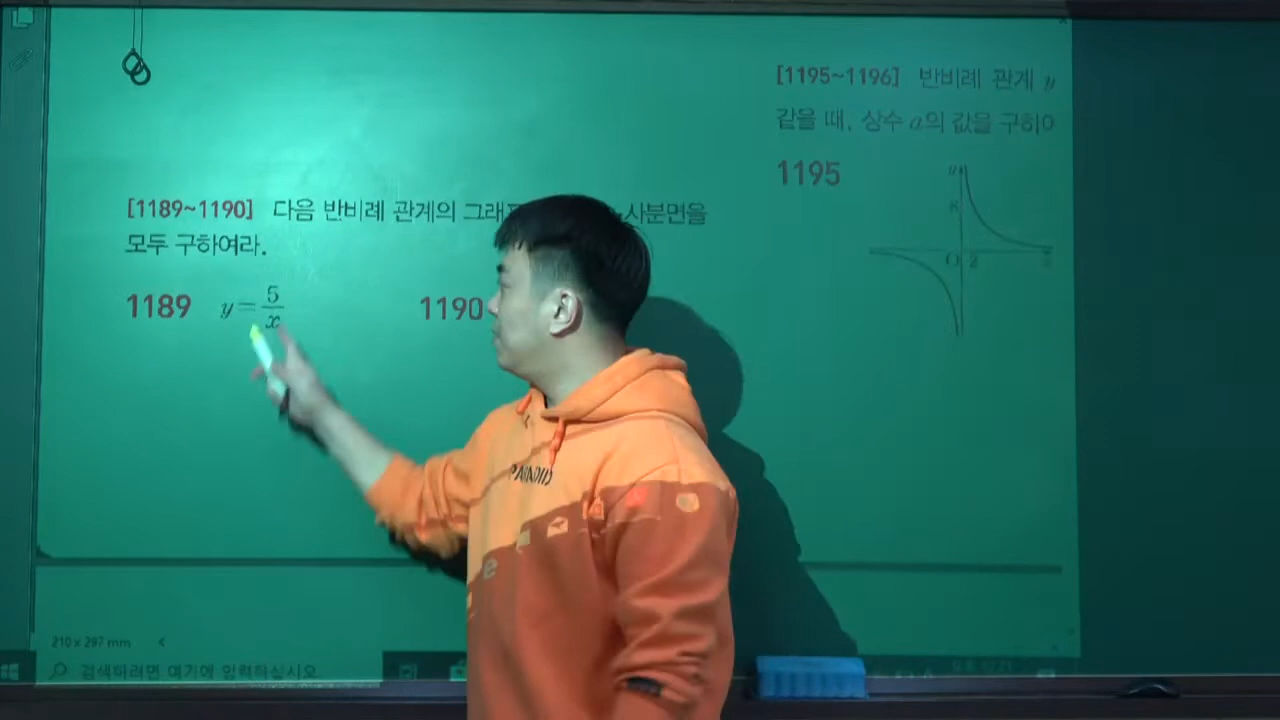 [1189~1190] 다음 반비례 관계의 사분면을
모두 구하여라.
1189 y = 5/x
1190
[1195~1196] 반비례 관계 y
같을 때, 상수 a의 값을 구하
1195
y
8
O 2 x
210 x 297 mm
검색하려면 여기에 입력하십시오